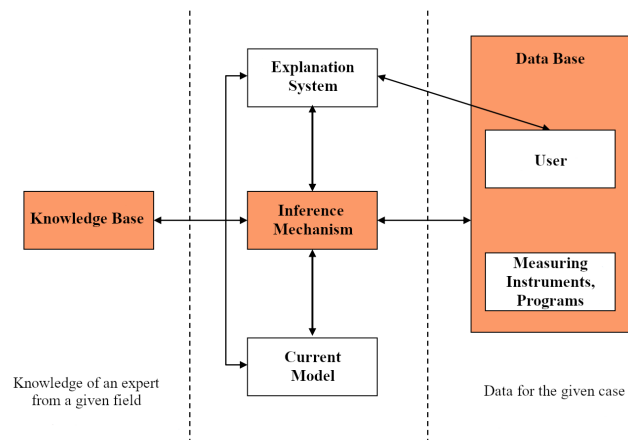 Explanation
System
Data Base
User
Knowledge Base
Inference
Mechanism
Measuring
Instruments,
Programs
Current
Model
Knowledge of an expert
from a given field
Data for the given case